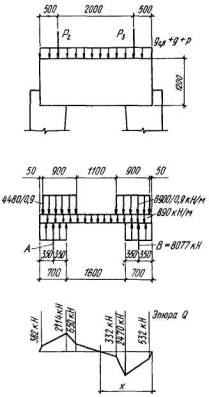 500 2000 500
P₂ P₃ gс.в + g + p
1200
50 900 1100 900 50
4480/0,9 6900/0,9 кН/м
890 кН/м
A B = 8077 кН
350 350 350 350
700 1600 700
Эпюра Q
382 кН 2114 кН 650 кН 332 кН 2470 кН 532 кН
x